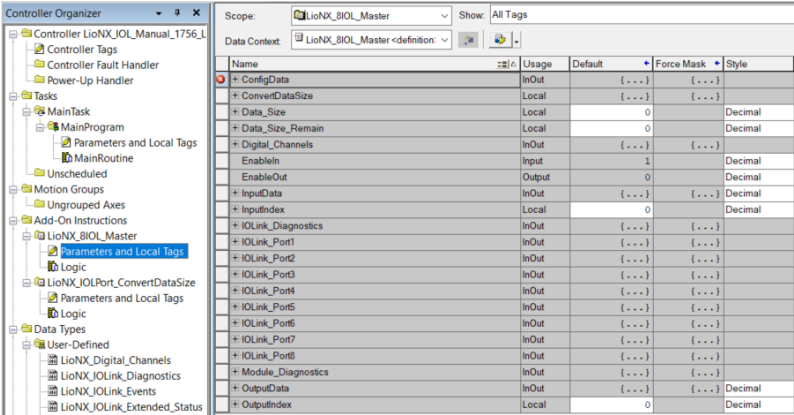 Controller Organizer
Controller LioNX_IOL_Manual_1756_L
Controller Tags
Controller Fault Handler
Power-Up Handler
Tasks
MainTask
MainProgram
Parameters and Local Tags
MainRoutine
Unscheduled
Motion Groups
Ungrouped Axes
Add-On Instructions
LioNX_8IOL_Master
Parameters and Local Tags
Logic
LioNX_IOLPort_ConvertDataSize
Parameters and Local Tags
Logic
Data Types
User-Defined
LioNX_Digital_Channels
LioNX_IOLink_Diagnostics
LioNX_IOLink_Events
LioNX_IOLink_Extended_Status
Scope: LioNX_8IOL_Master Show: All Tags
Data Context: LioNX_8IOL_Master <definition>
Name Usage Default Force Mask Style
+ ConfigData InOut {...} {...}
+ ConvertDataSize Local {...} {...}
+ Data_Size Local 0 Decimal
+ Data_Size_Remain Local 0 Decimal
+ Digital_Channels InOut {...} {...}
EnableIn Input 1 Decimal
EnableOut Output 0 Decimal
+ InputData InOut {...} {...} Decimal
+ InputIndex Local 0 Decimal
+ IOLink_Diagnostics InOut {...} {...}
+ IOLink_Port1 InOut {...} {...}
+ IOLink_Port2 InOut {...} {...}
+ IOLink_Port3 InOut {...} {...}
+ IOLink_Port4 InOut {...} {...}
+ IOLink_Port5 InOut {...} {...}
+ IOLink_Port6 InOut {...} {...}
+ IOLink_Port7 InOut {...} {...}
+ IOLink_Port8 InOut {...} {...}
+ Module_Diagnostics InOut {...} {...}
+ OutputData InOut {...} {...} Decimal
+ OutputIndex Local 0 Decimal